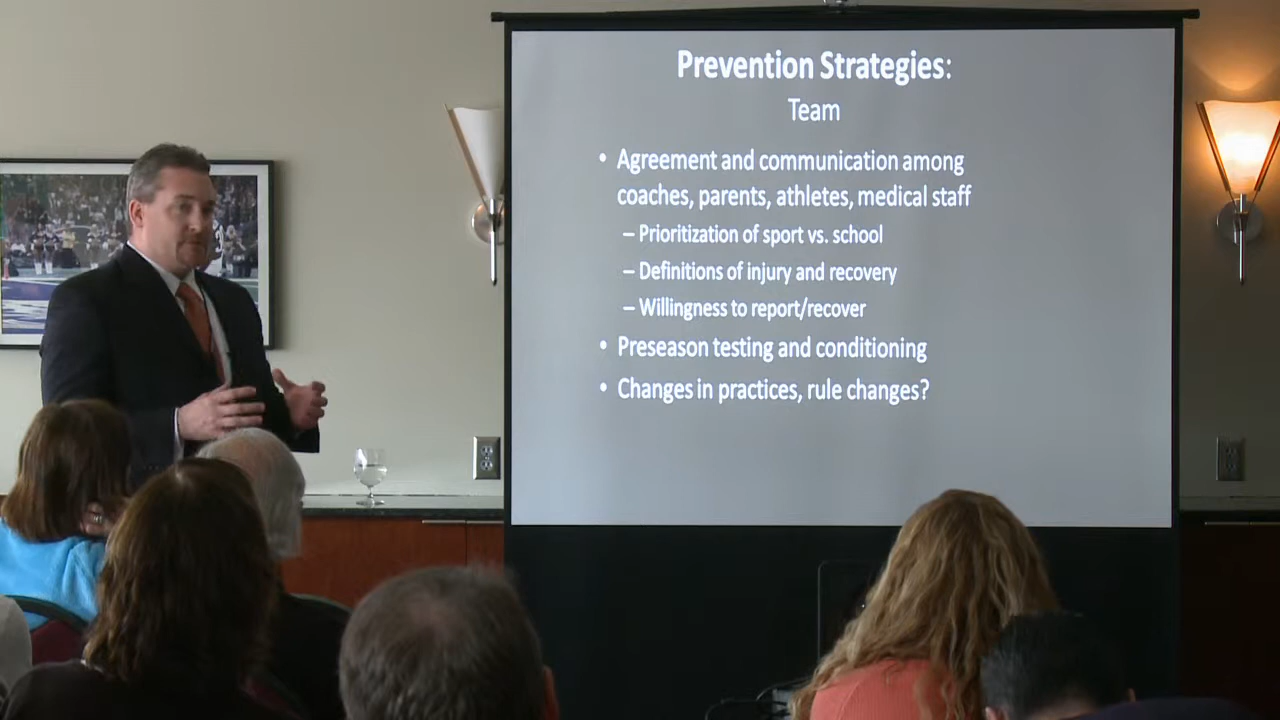 Prevention Strategies:
Team
• Agreement and communication among
coaches, parents, athletes, medical staff
– Prioritization of sport vs. school
– Definitions of injury and recovery
– Willingness to report/recover
• Preseason testing and conditioning
• Changes in practices, rule changes?